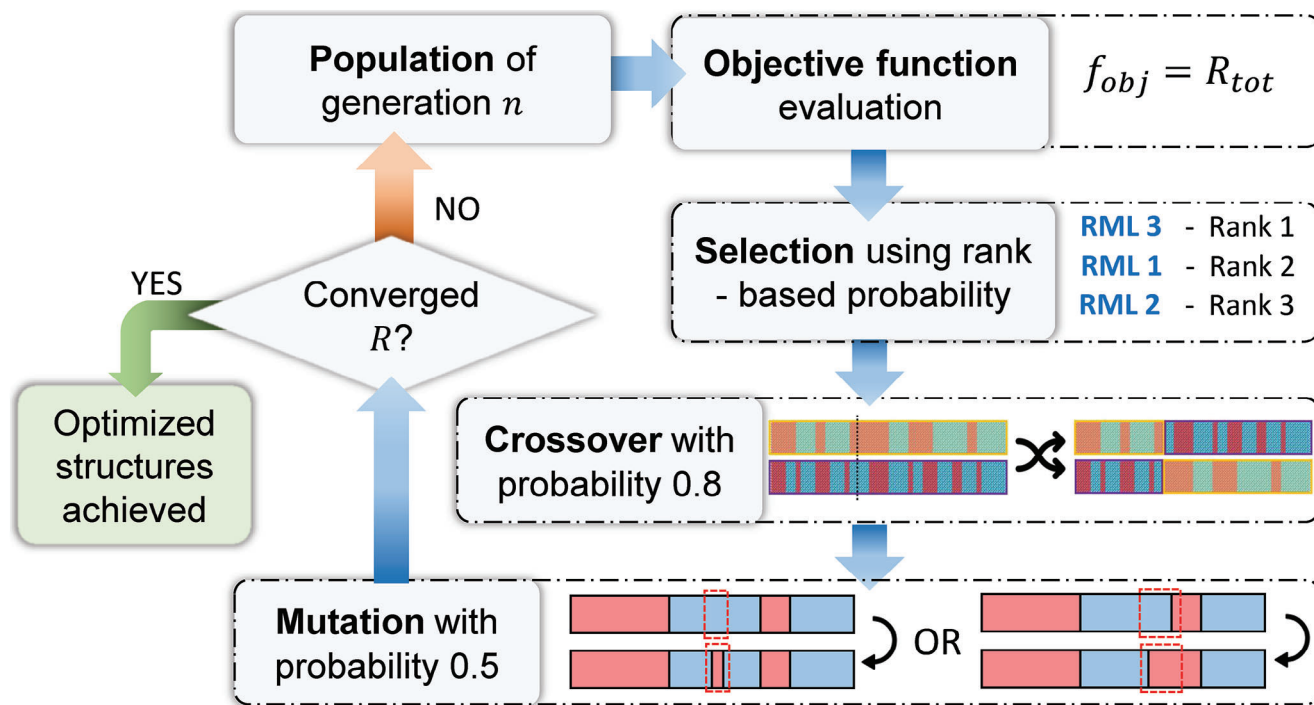 Population of
generation n
Objective function
evaluation
f_obj = R_tot
Selection using rank
- based probability
RML 3 - Rank 1
RML 1 - Rank 2
RML 2 - Rank 3
Crossover with
probability 0.8
Mutation with
probability 0.5
OR
Converged
R?
NO
YES
Optimized
structures
achieved